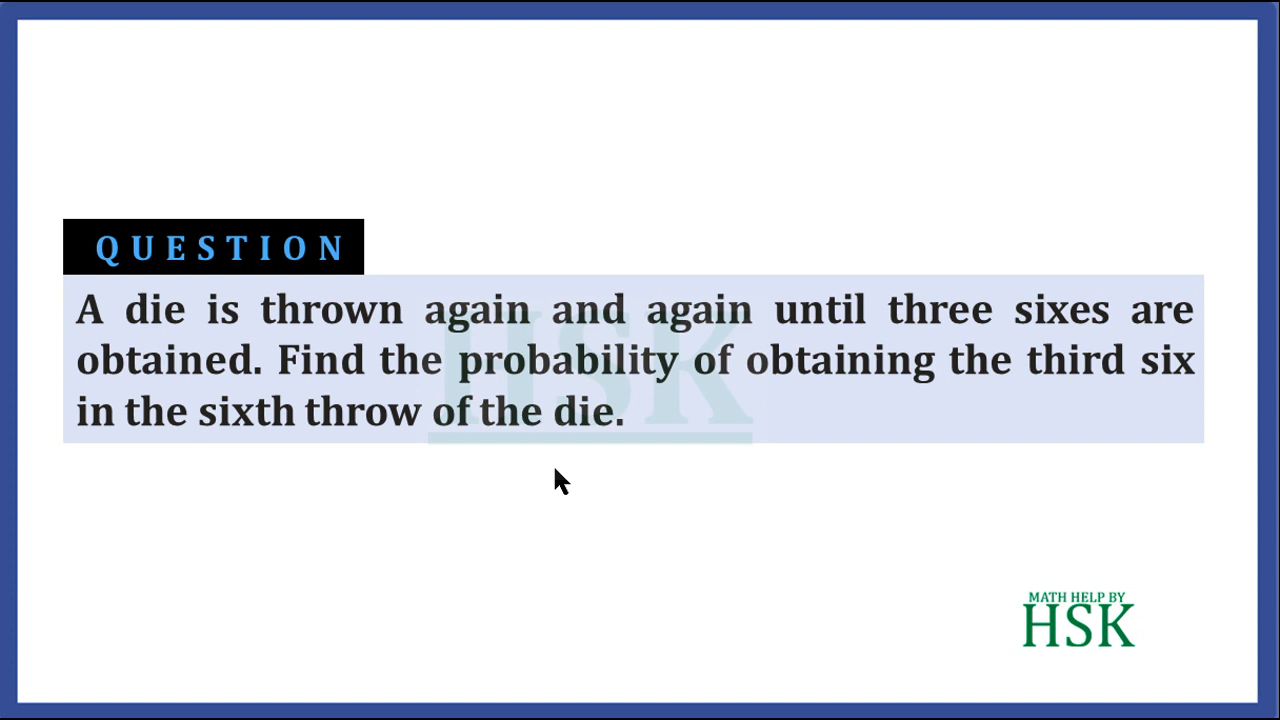 QUESTION
A die is thrown again and again until three sixes are
obtained. Find the probability of obtaining the third six
in the sixth throw of the die.
HSK
MATH HELP BY
HSK